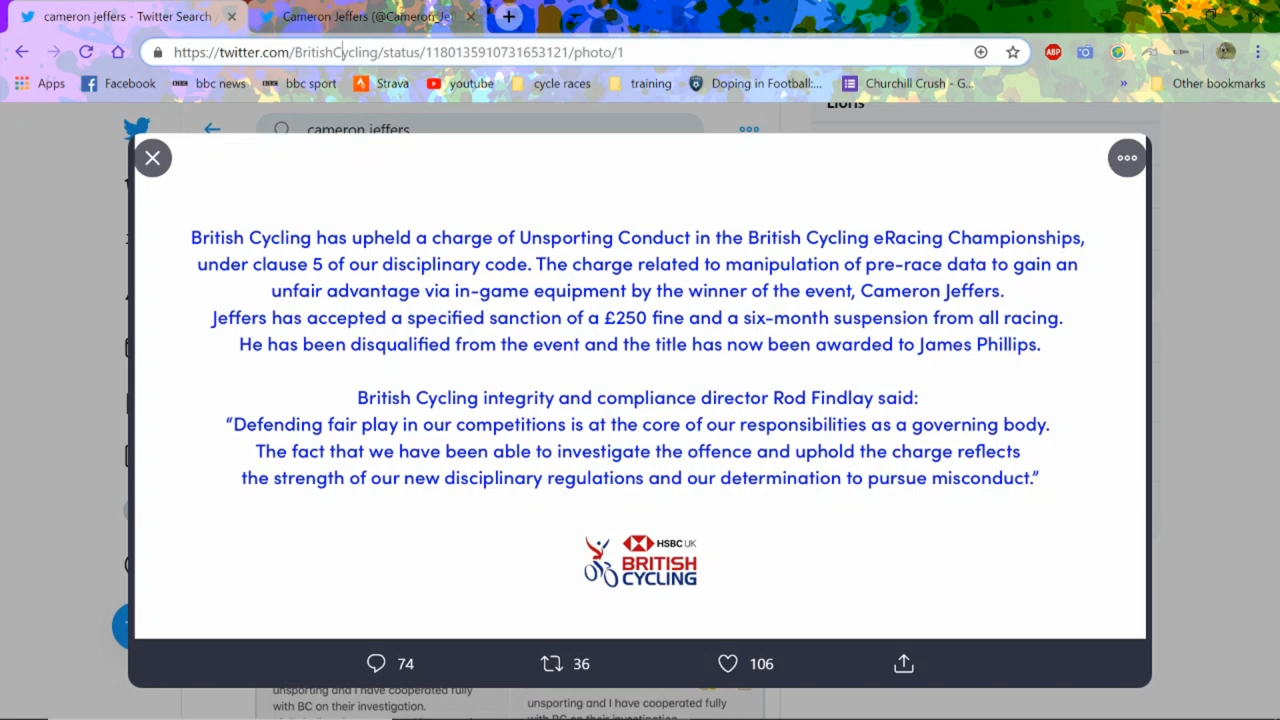 cameron jeffers - Twitter Search
Cameron Jeffers (@Cameron_Jef
https://twitter.com/BritishCycling/status/1180135910731653121/photo/1
ABP
Apps Facebook bbc news bbc sport Strava youtube cycle races training Doping in Football:... Churchill Crush - G... » Other bookmarks
Lions
cameron jeffers
British Cycling has upheld a charge of Unsporting Conduct in the British Cycling eRacing Championships,
under clause 5 of our disciplinary code. The charge related to manipulation of pre-race data to gain an
unfair advantage via in-game equipment by the winner of the event, Cameron Jeffers.
Jeffers has accepted a specified sanction of a £250 fine and a six-month suspension from all racing.
He has been disqualified from the event and the title has now been awarded to James Phillips.
British Cycling integrity and compliance director Rod Findlay said:
“Defending fair play in our competitions is at the core of our responsibilities as a governing body.
The fact that we have been able to investigate the offence and uphold the charge reflects
the strength of our new disciplinary regulations and our determination to pursue misconduct.”
HSBC UK
BRITISH
CYCLING
74 36 106
unsporting and I have cooperated fully
with BC on their investigation.
unsporting and I have cooperated fully
with BC on their investigation.